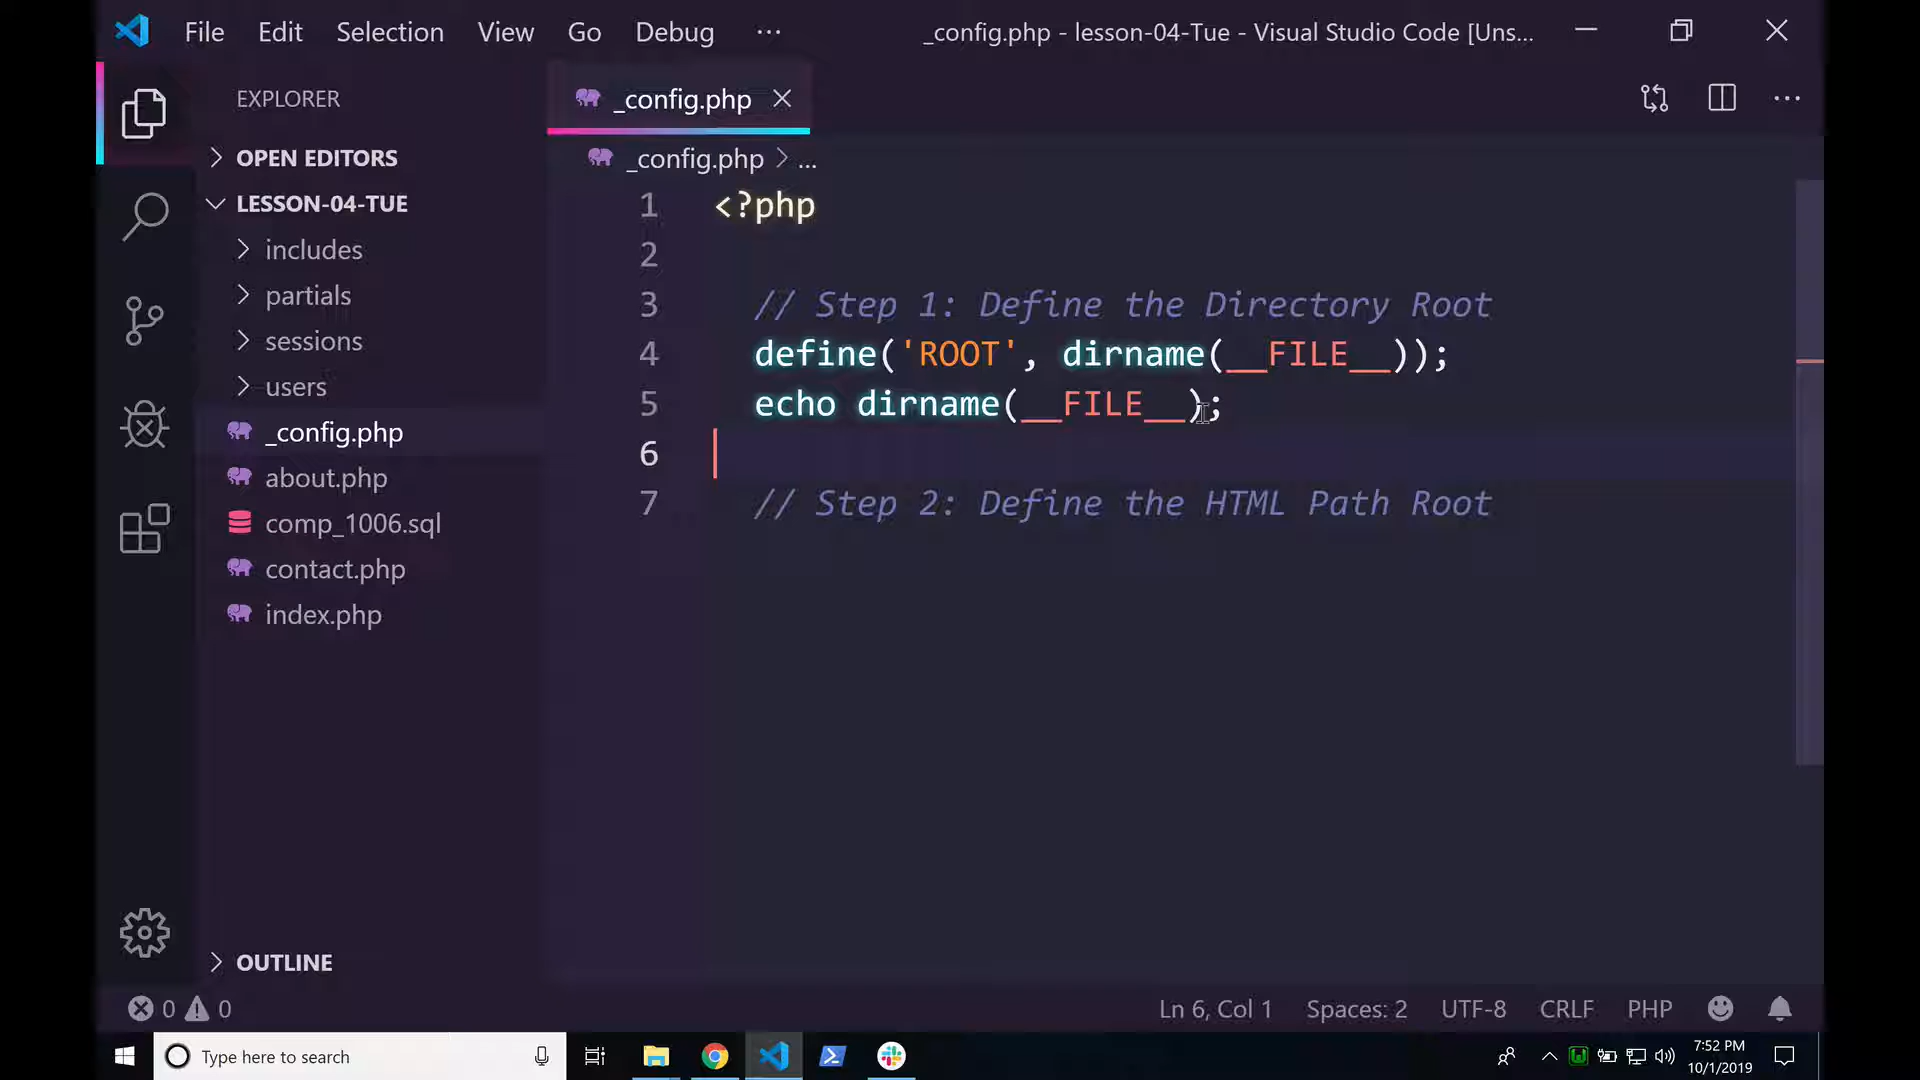 File Edit Selection View Go Debug ... _config.php - lesson-04-Tue - Visual Studio Code [Uns...
EXPLORER
OPEN EDITORS
LESSON-04-TUE
includes
partials
sessions
users
_config.php
about.php
comp_1006.sql
contact.php
index.php
OUTLINE
_config.php
_config.php > ...
1 <?php
2
3 // Step 1: Define the Directory Root
4 define('ROOT', dirname(__FILE__));
5 echo dirname(__FILE__);
6
7 // Step 2: Define the HTML Path Root
0 0 Ln 6, Col 1 Spaces: 2 UTF-8 CRLF PHP
Type here to search
7:52 PM
10/1/2019